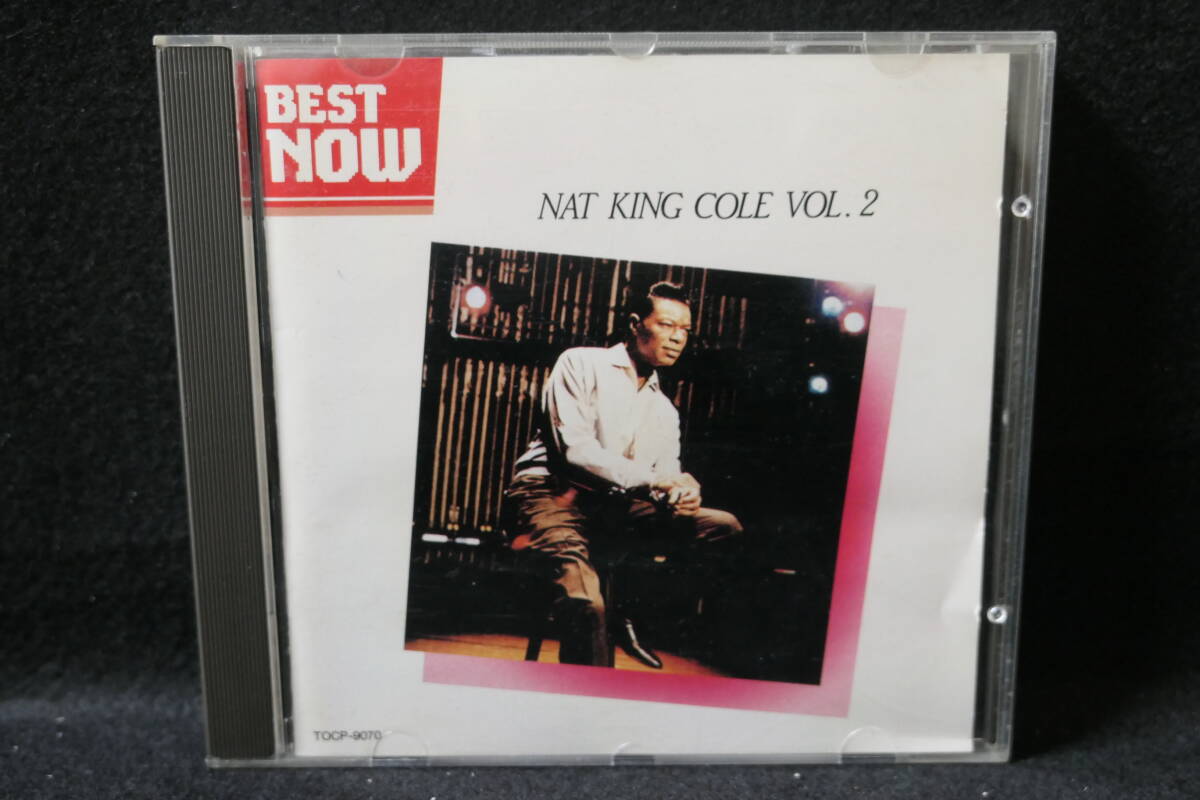 BEST
NOW
NAT KING COLE VOL. 2
TOCP-9070